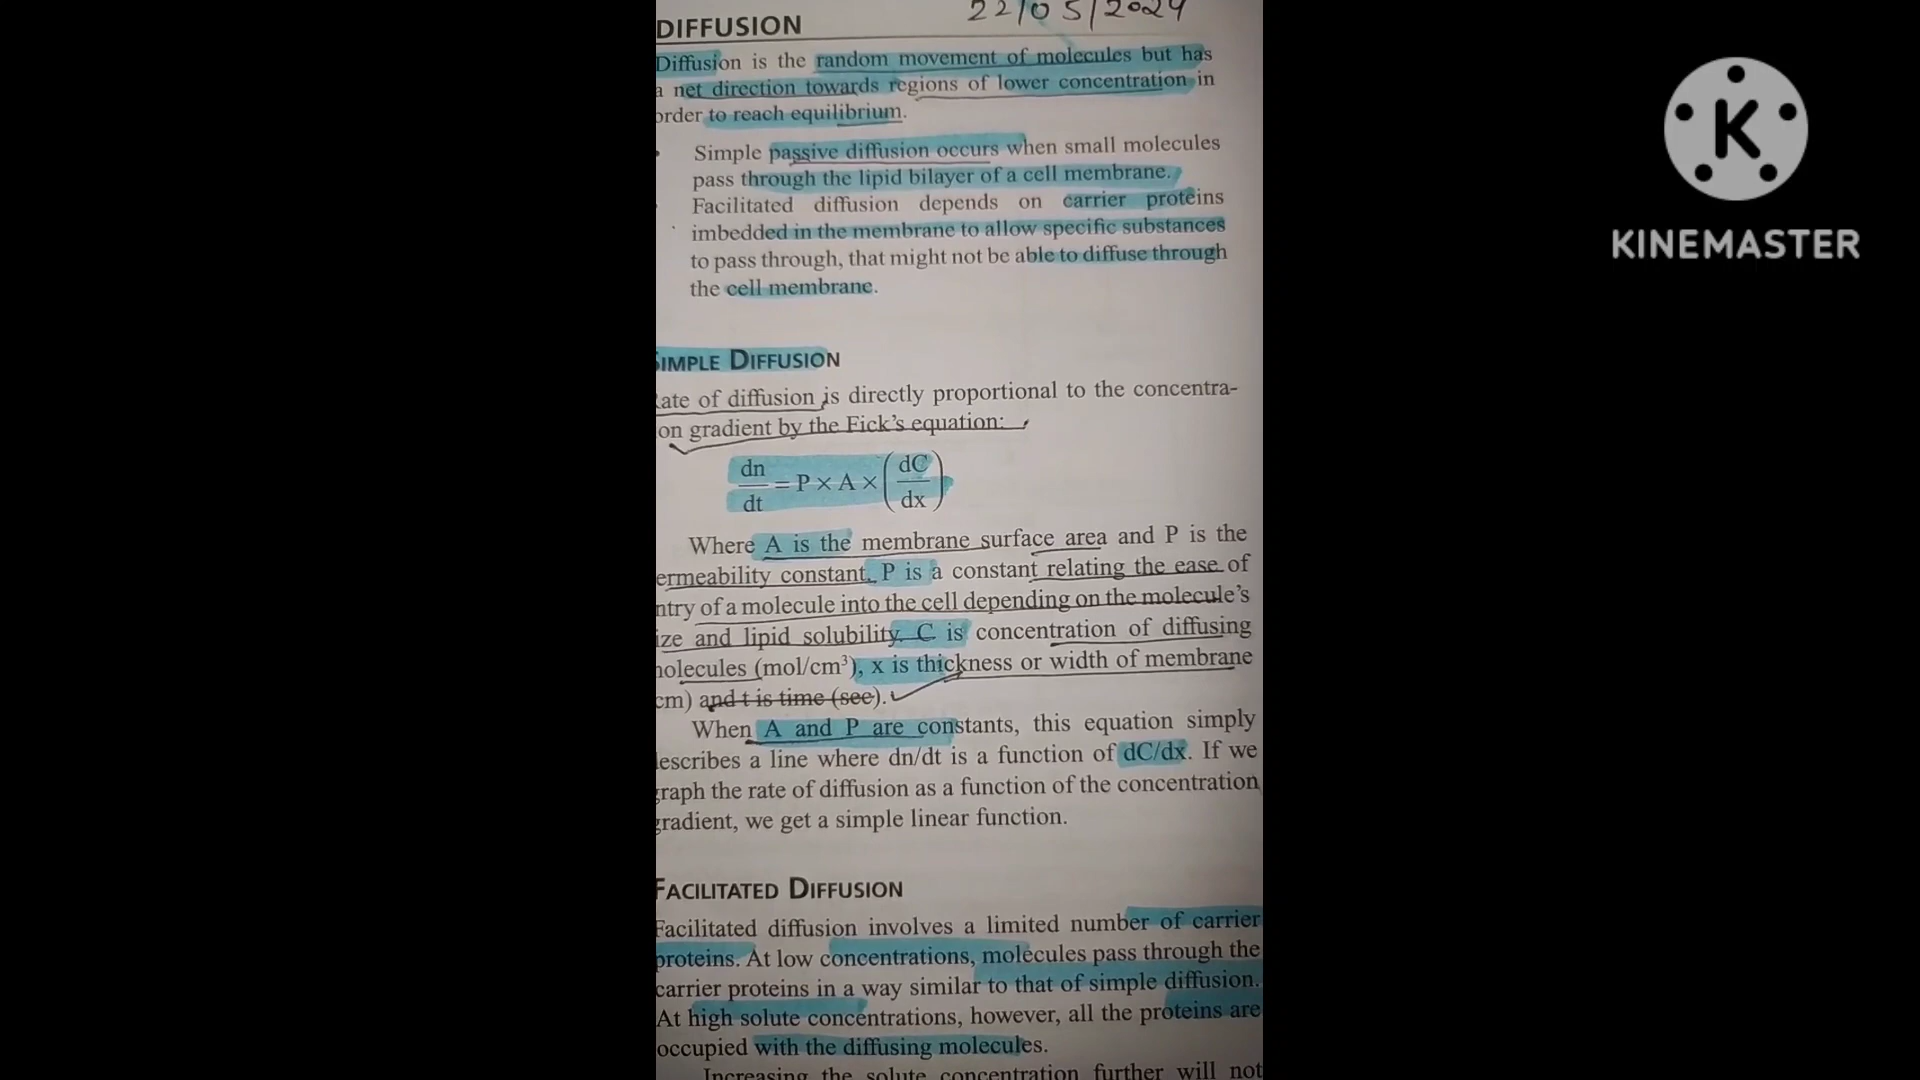 22/05/2024
DIFFUSION
Diffusion is the random movement of molecules but has
a net direction towards regions of lower concentration in
order to reach equilibrium.
Simple passive diffusion occurs when small molecules
pass through the lipid bilayer of a cell membrane.
Facilitated diffusion depends on carrier proteins
imbedded in the membrane to allow specific substances
to pass through, that might not be able to diffuse through
the cell membrane.
SIMPLE DIFFUSION
ate of diffusion is directly proportional to the concentra-
on gradient by the Fick's equation:
dn/dt = P × A × (dC/dx)
Where A is the membrane surface area and P is the
ermeability constant. P is a constant relating the ease of
ntry of a molecule into the cell depending on the molecule's
ize and lipid solubility. C is concentration of diffusing
olecules (mol/cm³), x is thickness or width of membrane
cm) and t is time (see).
When A and P are constants, this equation simply
escribes a line where dn/dt is a function of dC/dx. If we
graph the rate of diffusion as a function of the concentration
gradient, we get a simple linear function.
FACILITATED DIFFUSION
Facilitated diffusion involves a limited number of carrier
proteins. At low concentrations, molecules pass through the
carrier proteins in a way similar to that of simple diffusion.
At high solute concentrations, however, all the proteins are
occupied with the diffusing molecules.
Increasing the solute concentration further will not
K
KINEMASTER